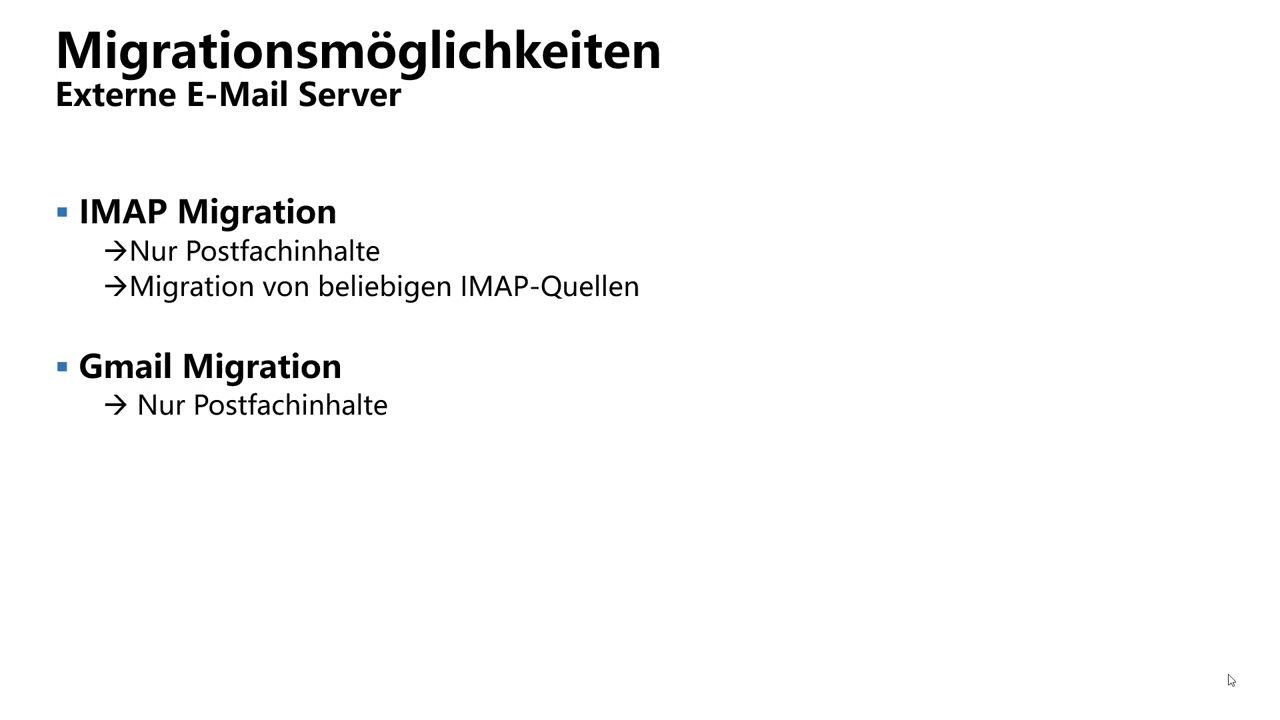 Migrationsmöglichkeiten
Externe E-Mail Server
▪ IMAP Migration
→Nur Postfachinhalte
→Migration von beliebigen IMAP-Quellen
▪ Gmail Migration
→ Nur Postfachinhalte